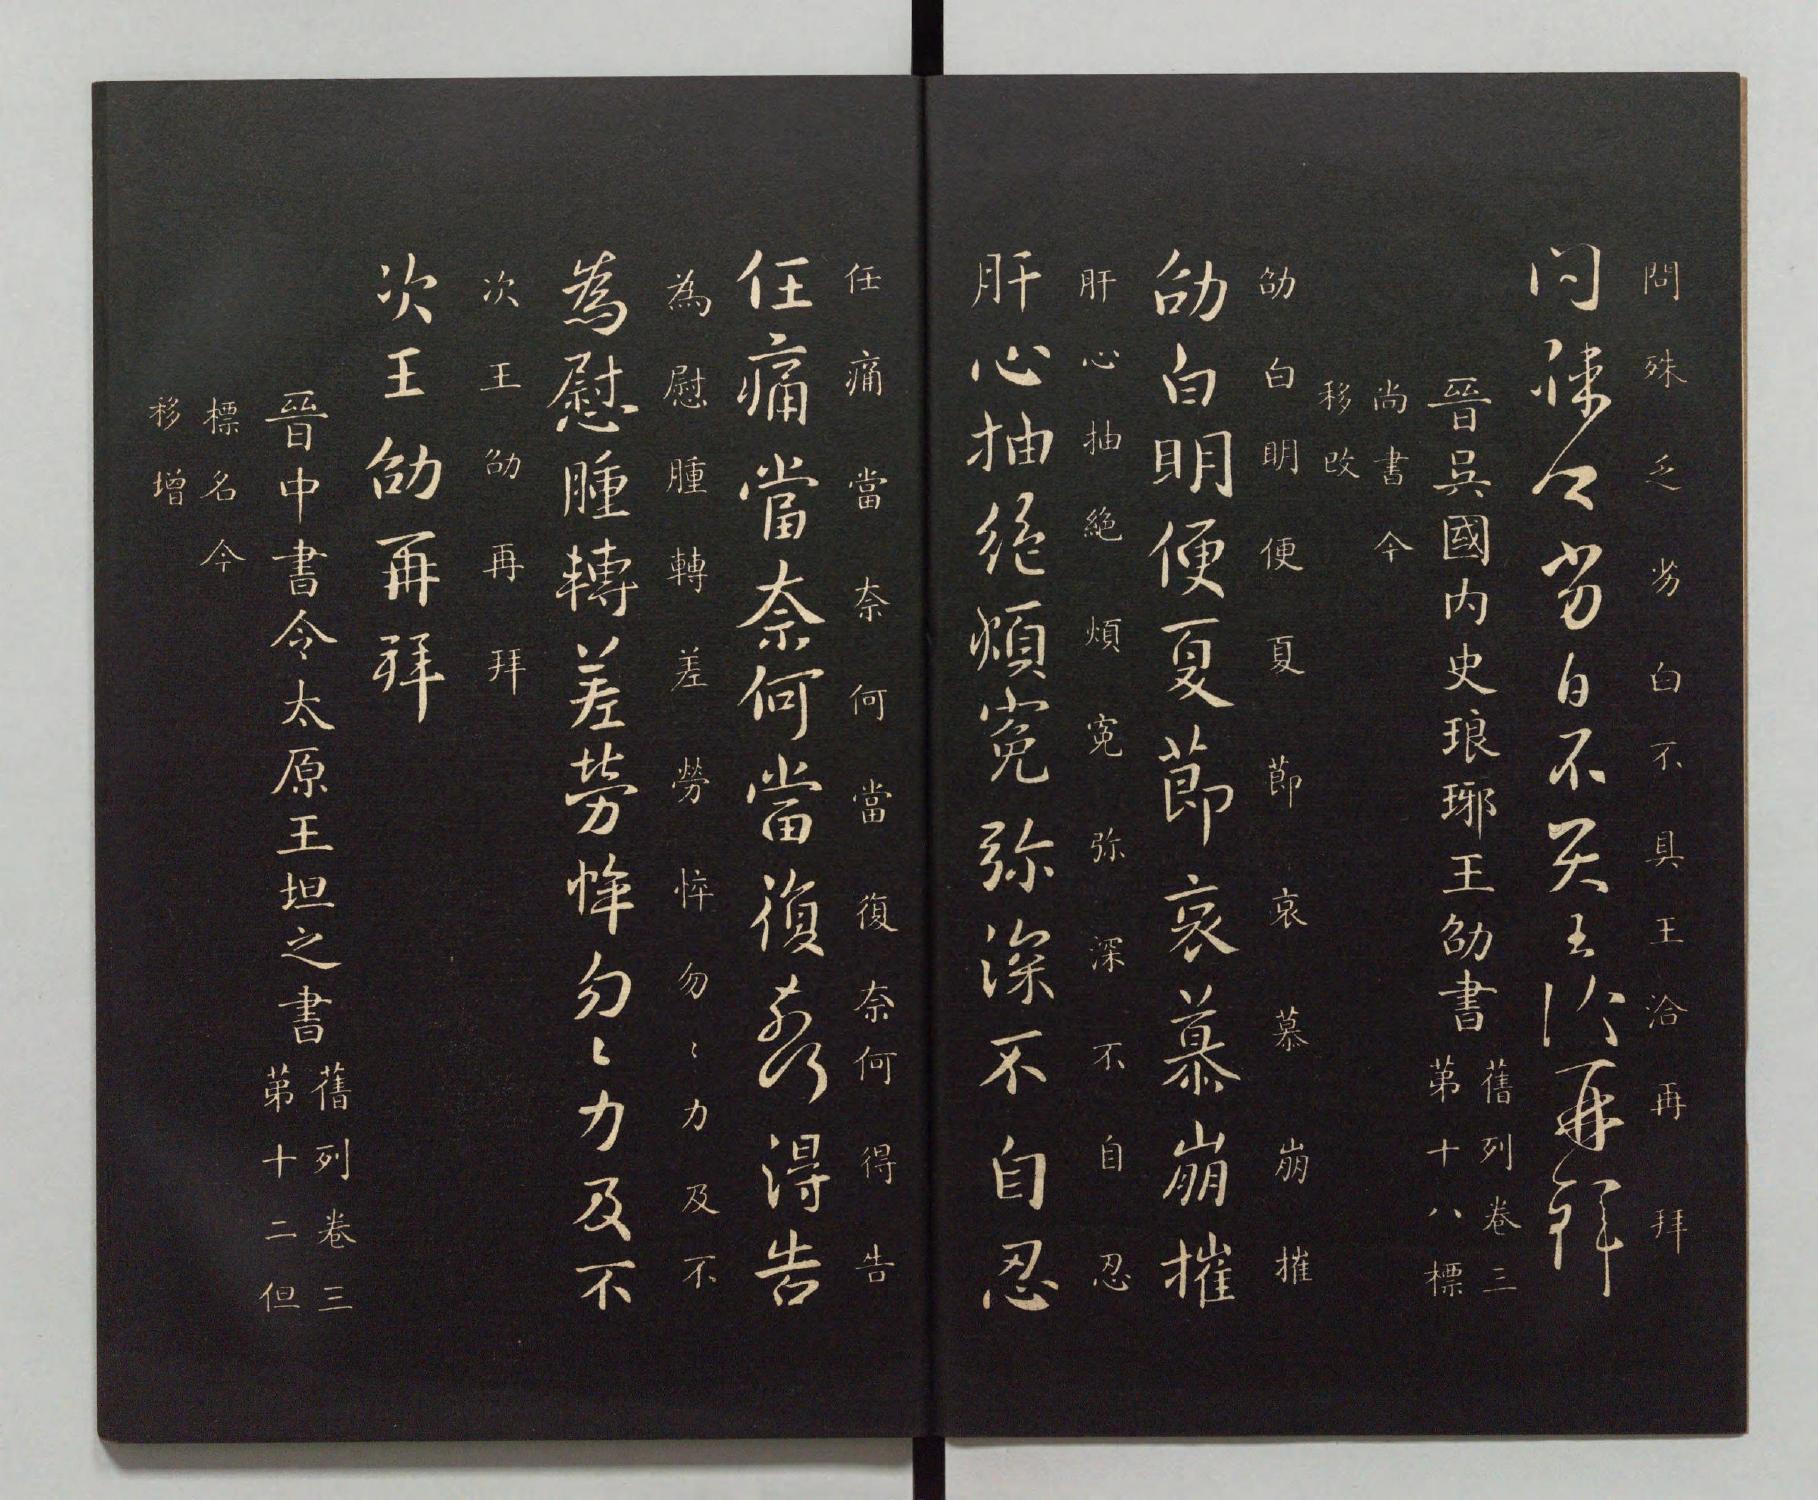 問殊乏劣白不具王洽再拜
問殊乏劣白不具王洽再拜
晉吳國内史琅琊王劭書
舊列卷三
第十八標
尚書今
移改
劭白明便夏節哀慕崩摧
劭白明便夏節哀慕崩摧
肝心抽絶煩寃弥深不自忍
肝心抽絶煩寃弥深不自忍
任痛當奈何當復奈何得告
任痛當奈何當復奈何得告
為慰腫轉差勞悴勿〻力及不
為慰腫轉差勞悴勿〻力及不
次王劭再拜
次王劭再拜
晉中書令太原王坦之書
舊列卷三
第十二但
標名今
移增